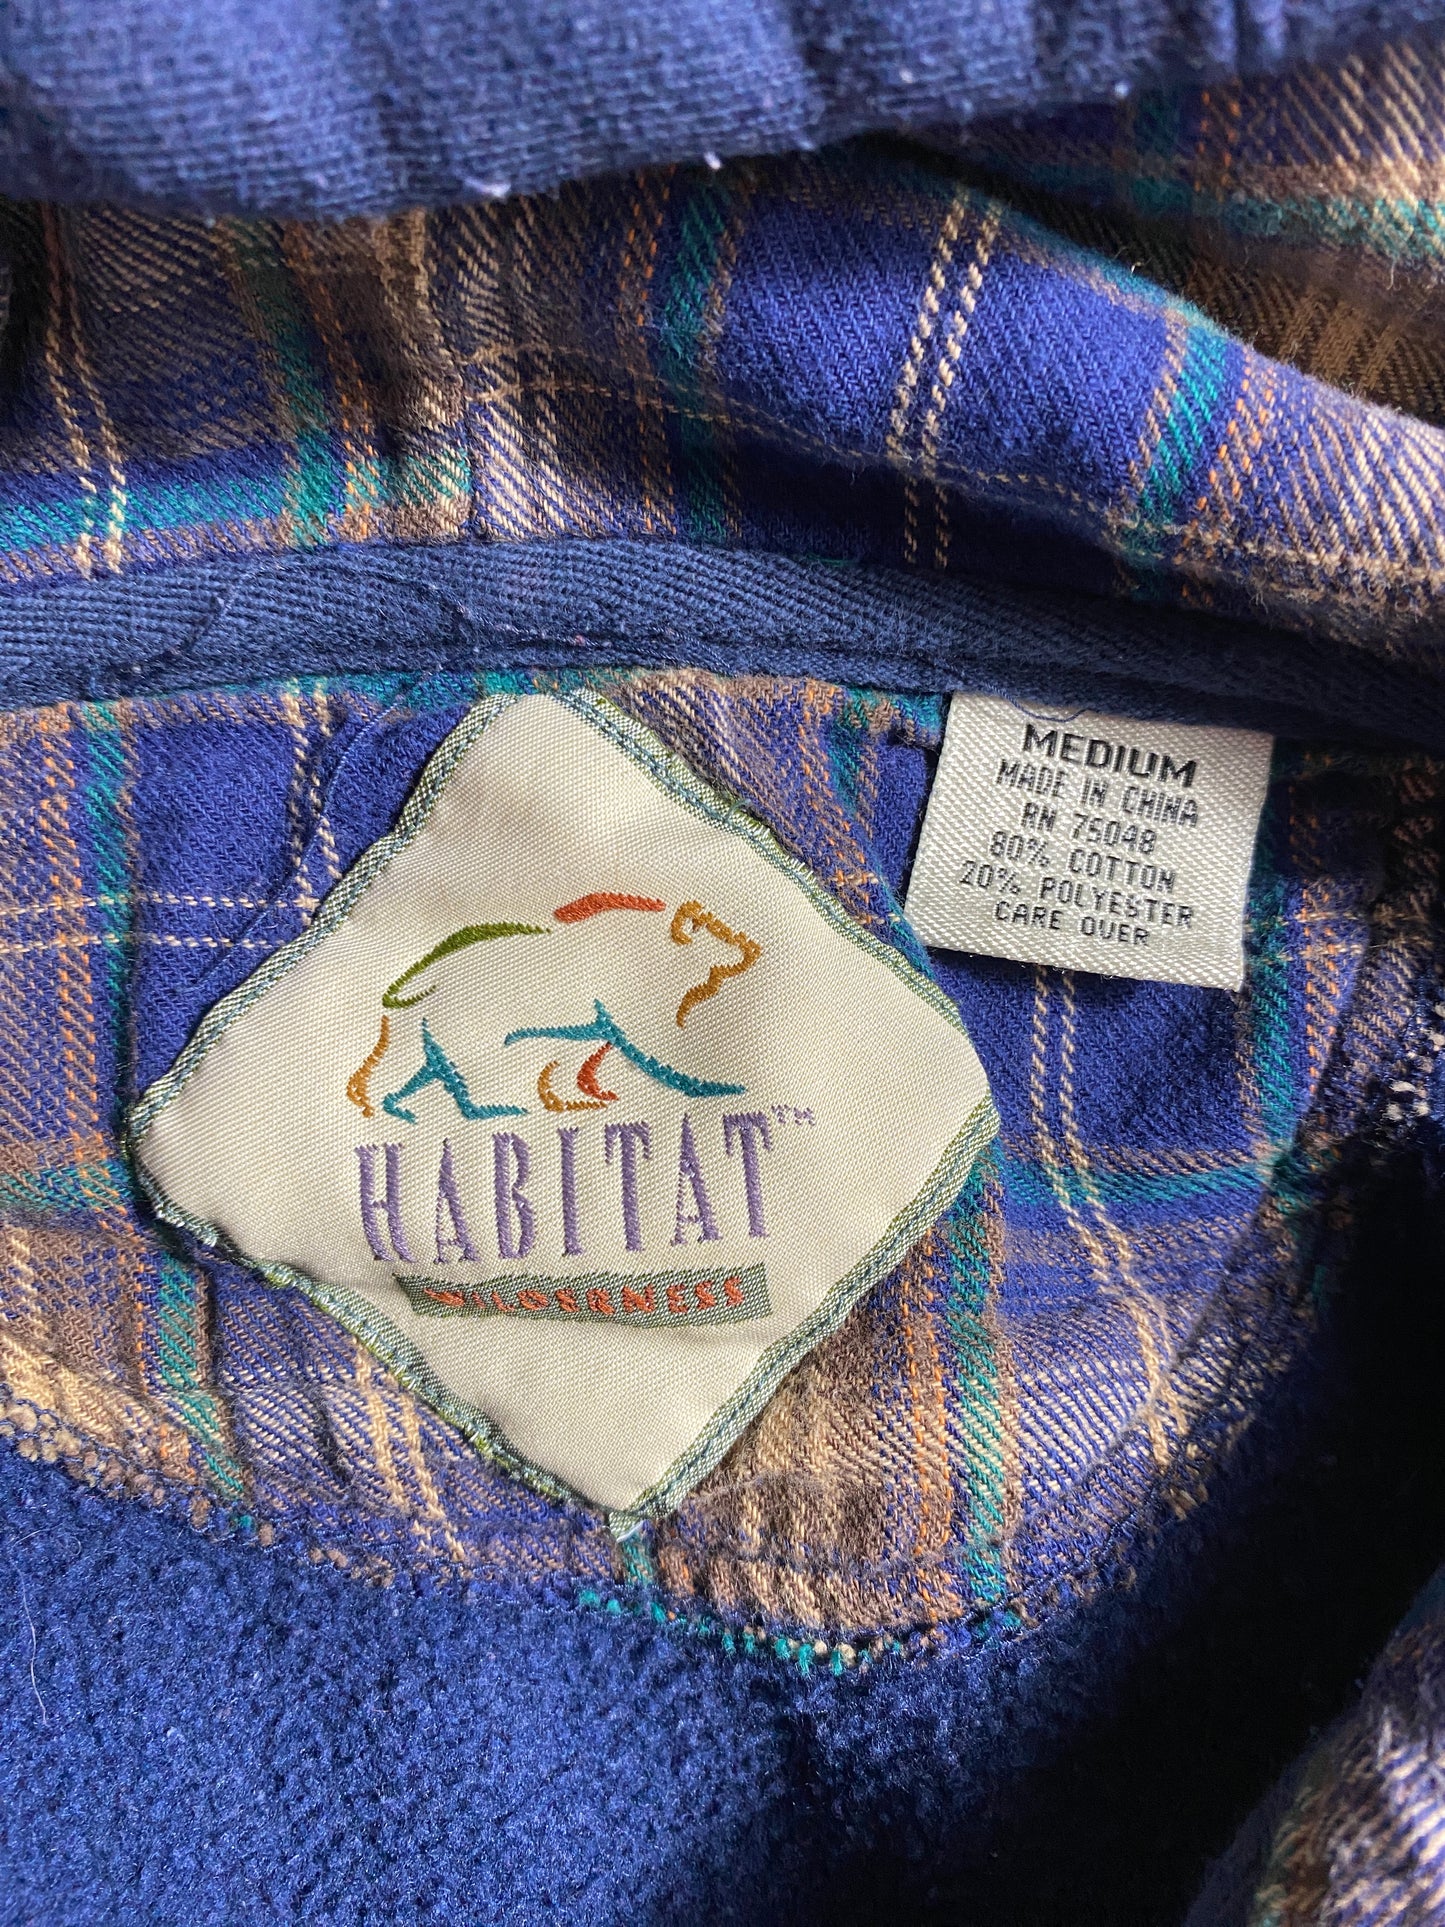 HABITAT™
WILDERNESS
MEDIUM
MADE IN CHINA
RN 75048
80% COTTON
20% POLYESTER
CARE OVER